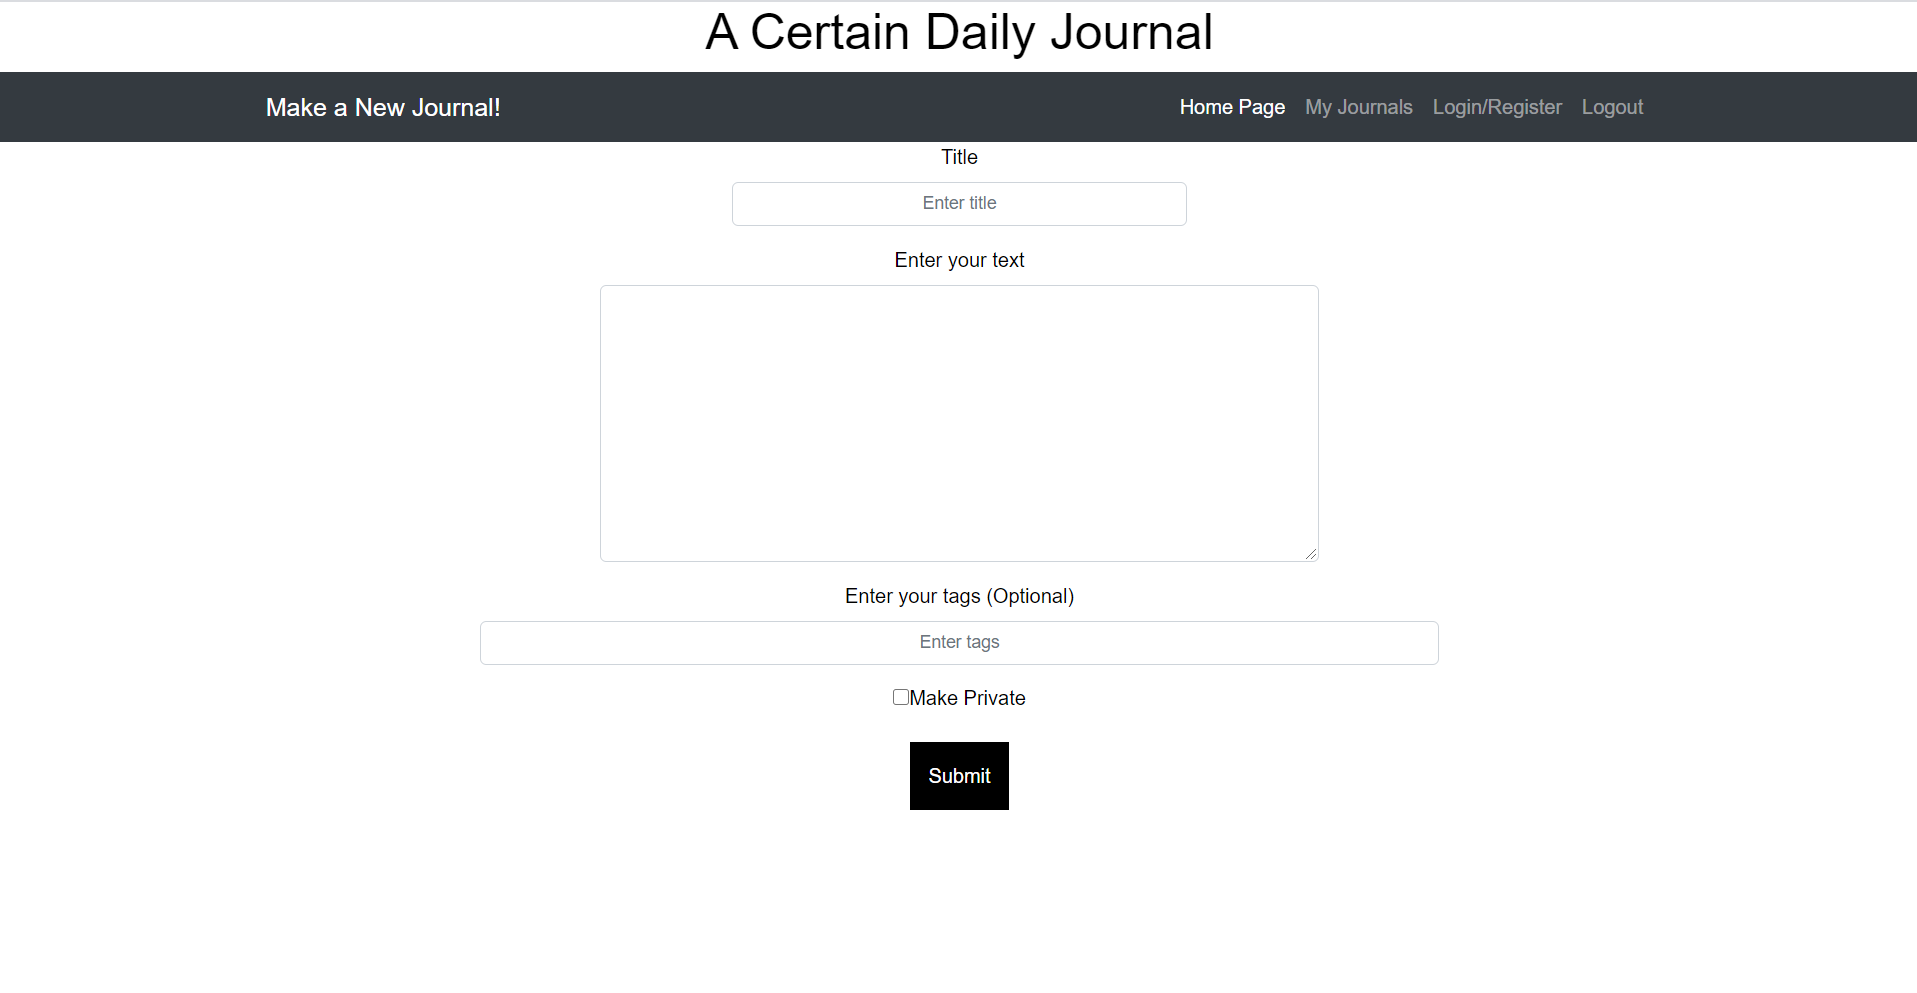 A Certain Daily Journal
Make a New Journal! Home Page My Journals Login/Register Logout
Title
Enter title
Enter your text
Enter your tags (Optional)
Enter tags
Make Private
Submit